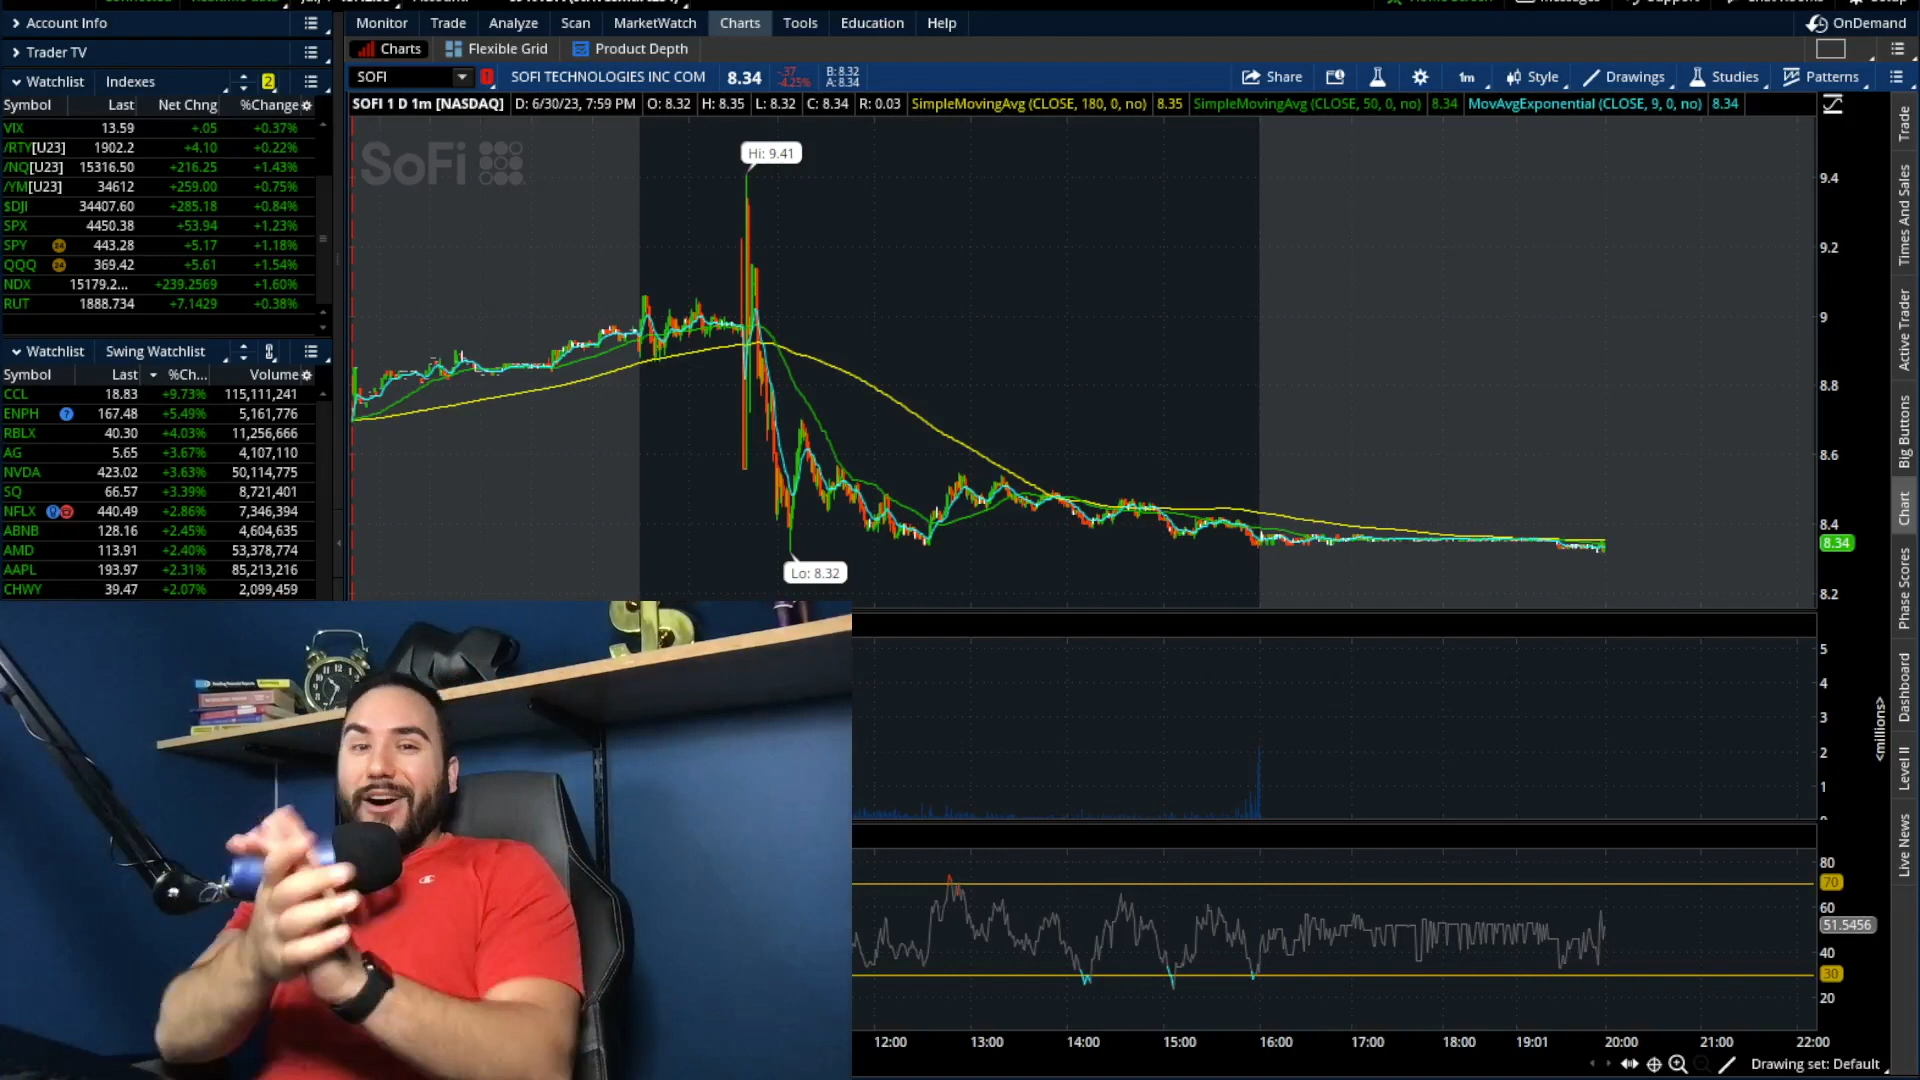 Account Info
Trader TV
Watchlist Indexes 2
Symbol Last Net Chng %Change
VIX 13.59 +.05 +0.37%
/RTY[U23] 1902.2 +4.10 +0.22%
/NQ[U23] 15316.50 +216.25 +1.43%
/YM[U23] 34612 +259.00 +0.75%
$DJI 34407.60 +285.18 +0.84%
SPX 4450.38 +53.94 +1.23%
SPY 24 443.28 +5.17 +1.18%
QQQ 24 369.42 +5.61 +1.54%
NDX 15179.2... +239.2569 +1.60%
RUT 1888.734 +7.1429 +0.38%
Watchlist Swing Watchlist
Symbol Last %Ch... Volume
CCL 18.83 +9.73% 115,111,241
ENPH ? 167.48 +5.49% 5,161,776
RBLX 40.30 +4.03% 11,256,666
AG 5.65 +3.67% 4,107,110
NVDA 423.02 +3.63% 50,114,775
SQ 66.57 +3.39% 8,721,401
NFLX 440.49 +2.86% 7,346,394
ABNB 128.16 +2.45% 4,604,635
AMD 113.91 +2.40% 53,378,774
AAPL 193.97 +2.31% 85,213,216
CHWY 39.47 +2.07% 2,099,459
Monitor Trade Analyze Scan MarketWatch Charts Tools Education Help
OnDemand
Charts Flexible Grid Product Depth
SOFI SOFI TECHNOLOGIES INC COM 8.34 -.37 -4.25% B: 8.32 A: 8.34
Share 1m Style Drawings Studies Patterns
SOFI 1 D 1m [NASDAQ] D: 6/30/23, 7:59 PM O: 8.32 H: 8.35 L: 8.32 C: 8.34 R: 0.03 SimpleMovingAvg (CLOSE, 180, 0, no) 8.35 SimpleMovingAvg (CLOSE, 50, 0, no) 8.34 MovAvgExponential (CLOSE, 9, 0, no) 8.34
SoFi
Hi: 9.41
Lo: 8.32
9.4
9.2
9
8.8
8.6
8.4
8.34
8.2
5
4
3
2
1
<millions>
80
70
60
51.5456
40
30
20
12:00 13:00 14:00 15:00 16:00 17:00 18:00 19:01 20:00 21:00 22:00
Drawing set: Default
Trade
Times And Sales
Active Trader
Big Buttons
Chart
Phase Scores
Dashboard
Level II
Live News